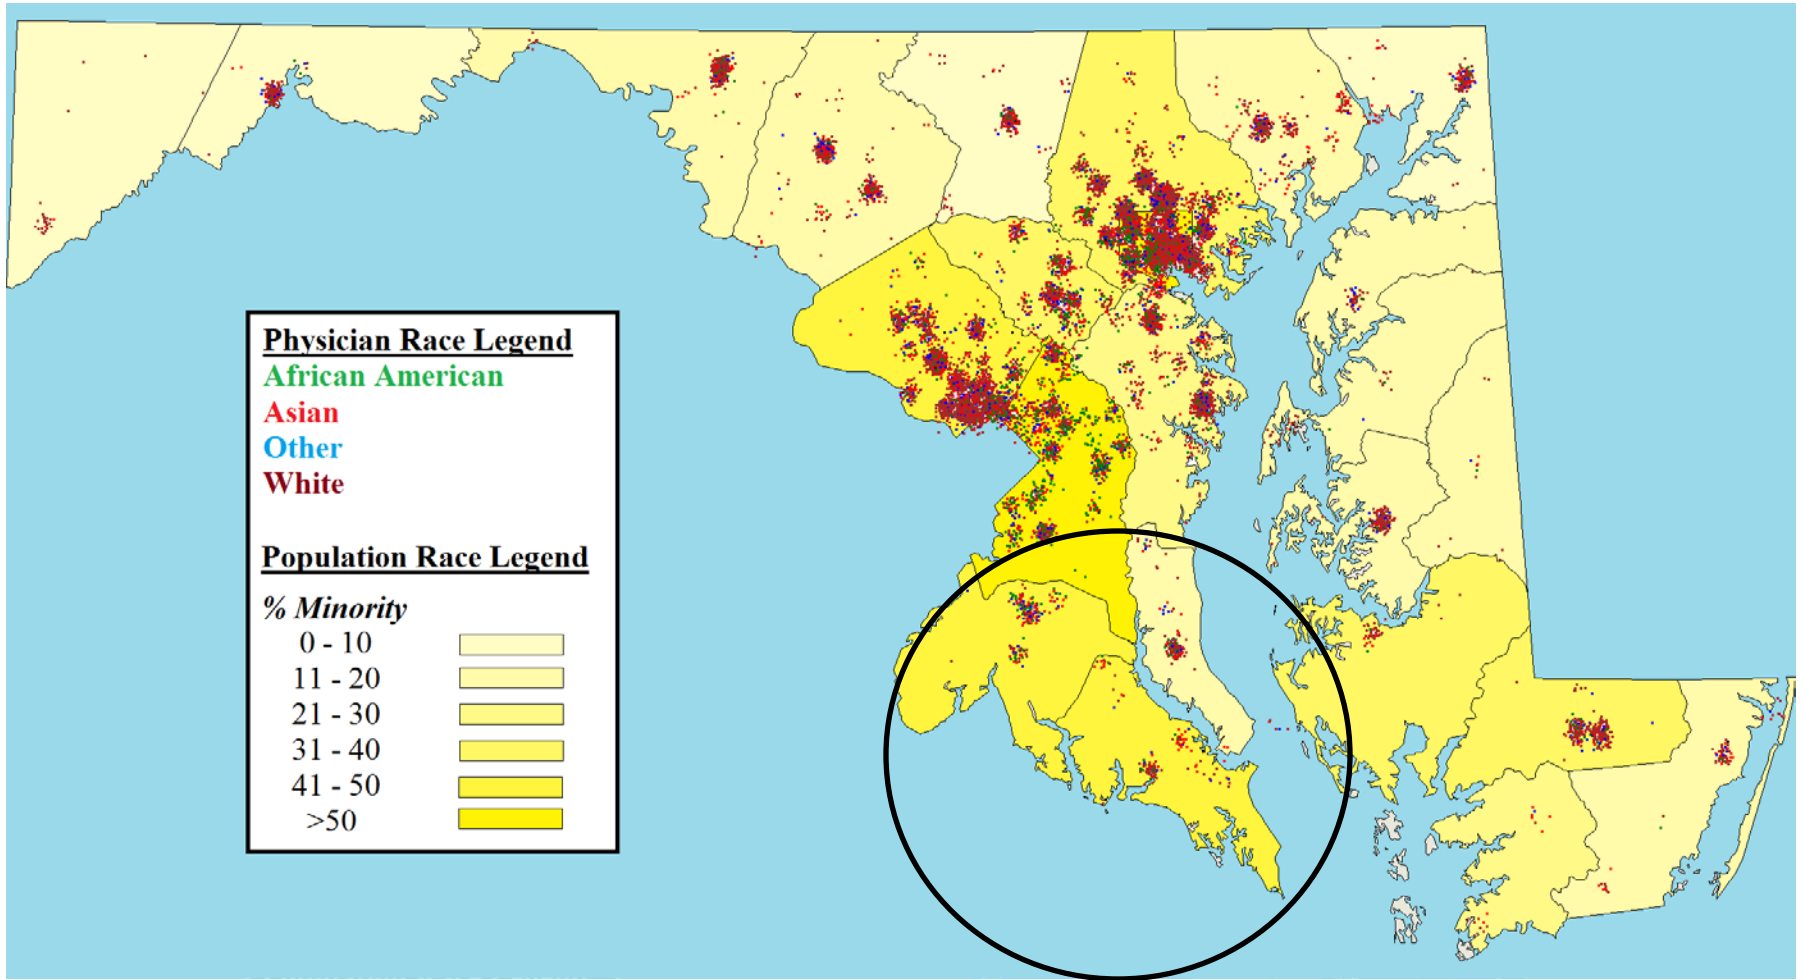 Physician Race Legend
African American
Asian
Other
White
Population Race Legend
% Minority
0 - 10
11 - 20
21 - 30
31 - 40
41 - 50
>50